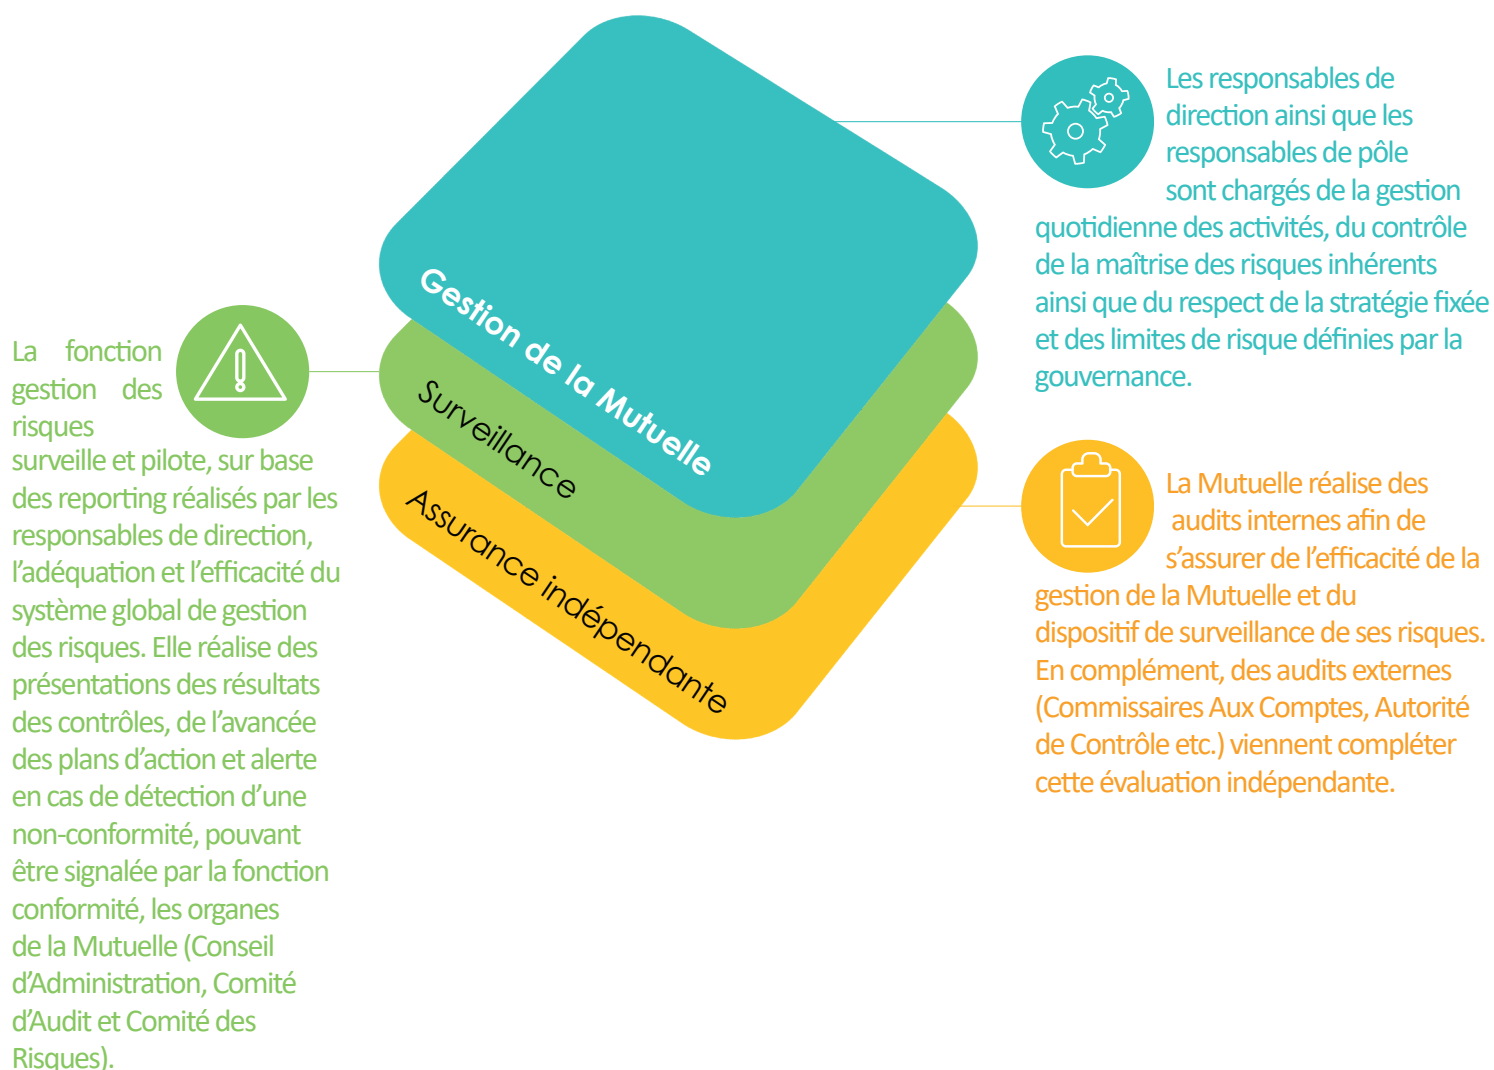 Gestion de la Mutuelle
Surveillance
Assurance indépendante
Les responsables de
direction ainsi que les
responsables de pôle
sont chargés de la gestion
quotidienne des activités, du contrôle
de la maîtrise des risques inhérents
ainsi que du respect de la stratégie fixée
et des limites de risque définies par la
gouvernance.
La fonction
gestion des
risques
surveille et pilote, sur base
des reporting réalisés par les
responsables de direction,
l’adéquation et l’efficacité du
système global de gestion
des risques. Elle réalise des
présentations des résultats
des contrôles, de l’avancée
des plans d’action et alerte
en cas de détection d’une
non-conformité, pouvant
être signalée par la fonction
conformité, les organes
de la Mutuelle (Conseil
d’Administration, Comité
d’Audit et Comité des
Risques).
La Mutuelle réalise des
audits internes afin de
s’assurer de l’efficacité de la
gestion de la Mutuelle et du
dispositif de surveillance de ses risques.
En complément, des audits externes
(Commissaires Aux Comptes, Autorité
de Contrôle etc.) viennent compléter
cette évaluation indépendante.